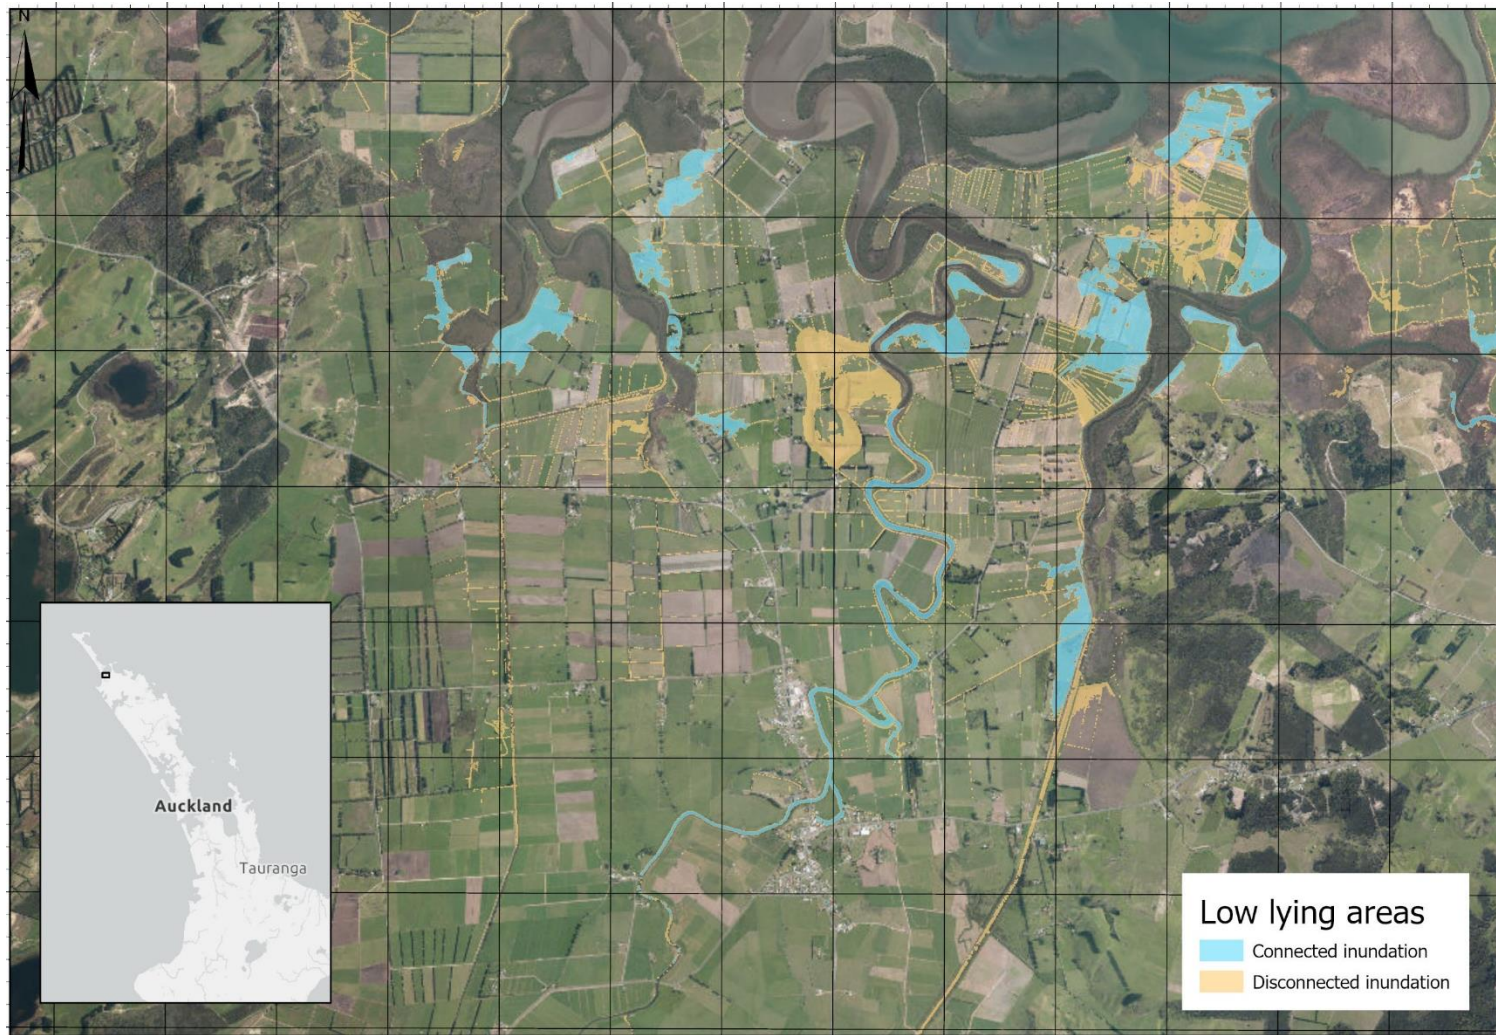 N
Auckland
Tauranga
Low lying areas
Connected inundation
Disconnected inundation